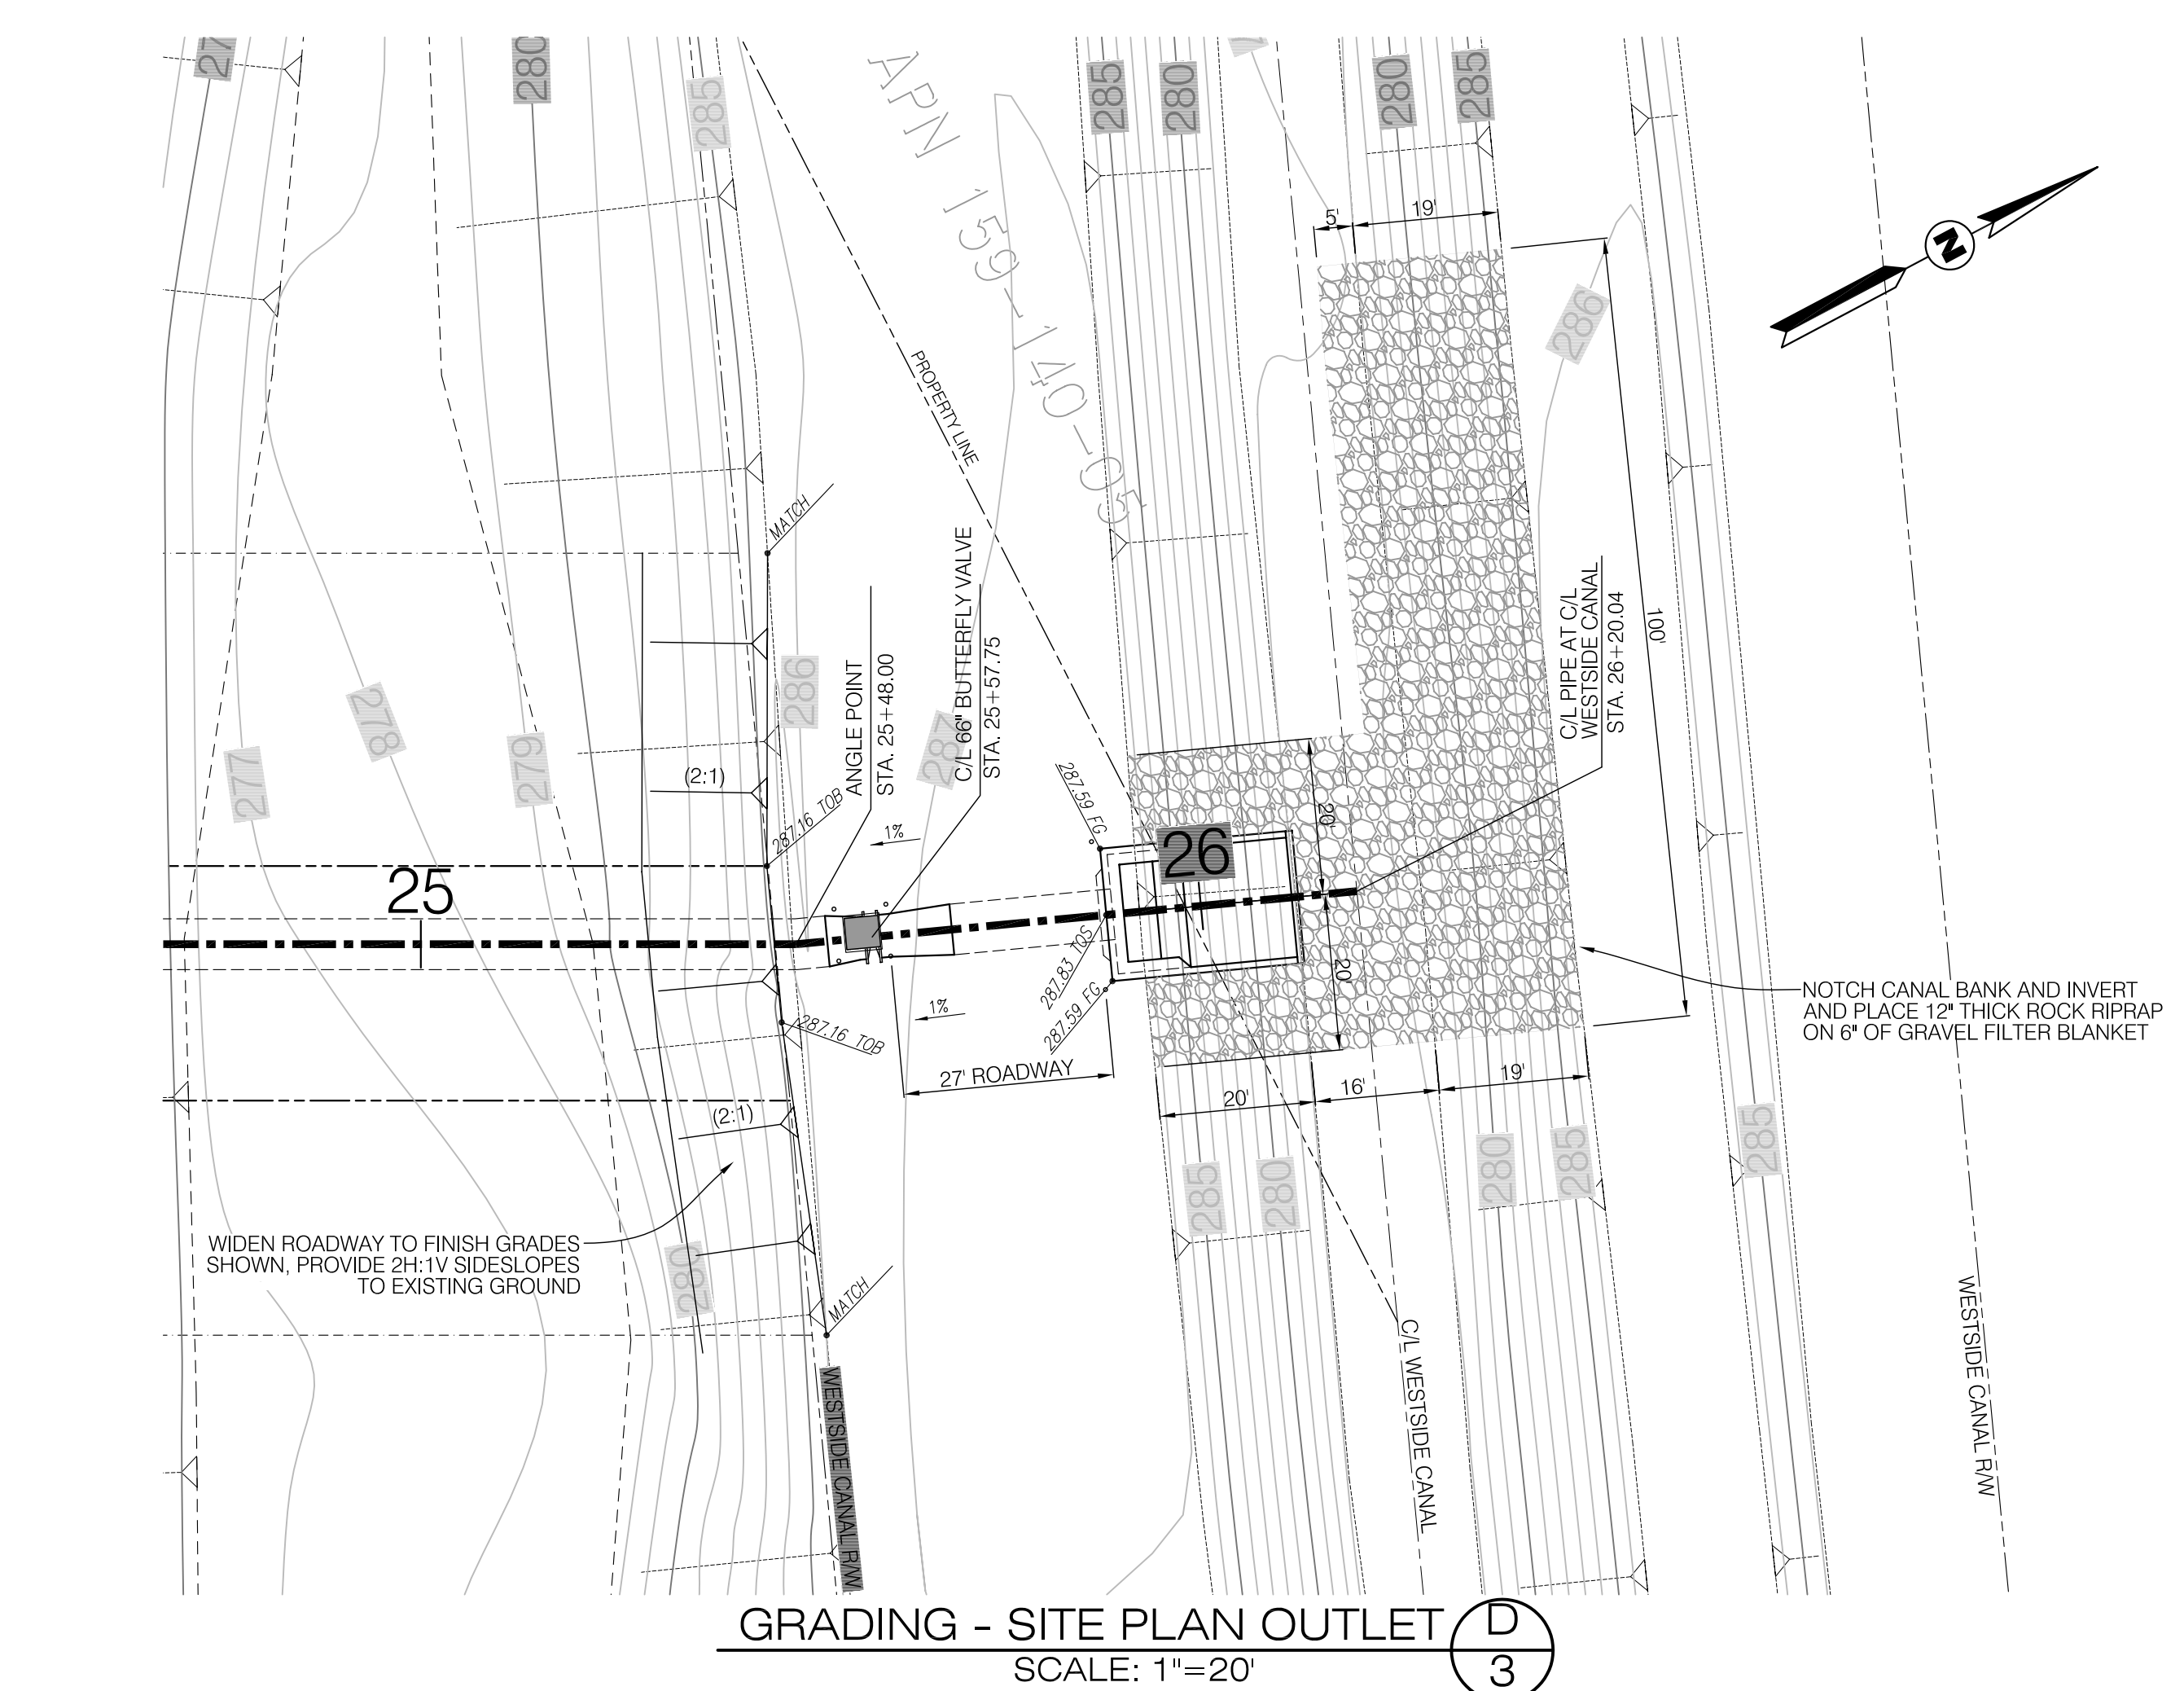 27
280
285
285
280
280
285
APN 159-140-05
5'
19'
N
286
PROPERTY LINE
MATCH
286
ANGLE POINT
STA. 25+48.00
C/L 66" BUTTERFLY VALVE
STA. 25+57.75
C/L PIPE AT C/L
WESTSIDE CANAL
STA. 26+20.04
100'
277
278
279
287
(2:1)
287.16 TOB
1%
287.59 FG
26
20'
25
287.83 TOS
287.59 FG
20'
1%
287.16 TOB
NOTCH CANAL BANK AND INVERT
AND PLACE 12" THICK ROCK RIPRAP
ON 6" OF GRAVEL FILTER BLANKET
27' ROADWAY
20'
16'
19'
(2:1)
285
280
280
285
285
WIDEN ROADWAY TO FINISH GRADES
SHOWN, PROVIDE 2H:1V SIDESLOPES
TO EXISTING GROUND
280
MATCH
WESTSIDE CANAL R/W
C/L WESTSIDE CANAL
WESTSIDE CANAL R/W
GRADING - SITE PLAN OUTLET
SCALE: 1"=20'
D
3